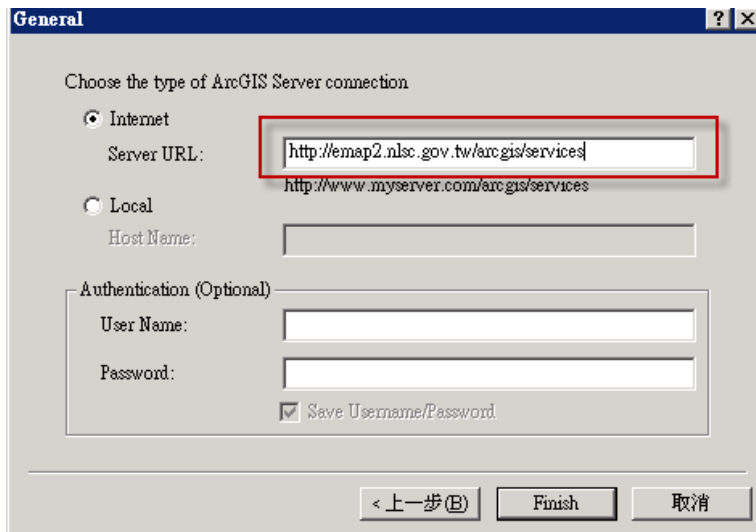 General
Choose the type of ArcGIS Server connection
Internet
Server URL: http://emap2.nlsc.gov.tw/arcgis/services
http://www.myserver.com/arcgis/services
Local
Host Name:
Authentication (Optional)
User Name:
Password:
Save Username/Password
<上一步(B) Finish 取消